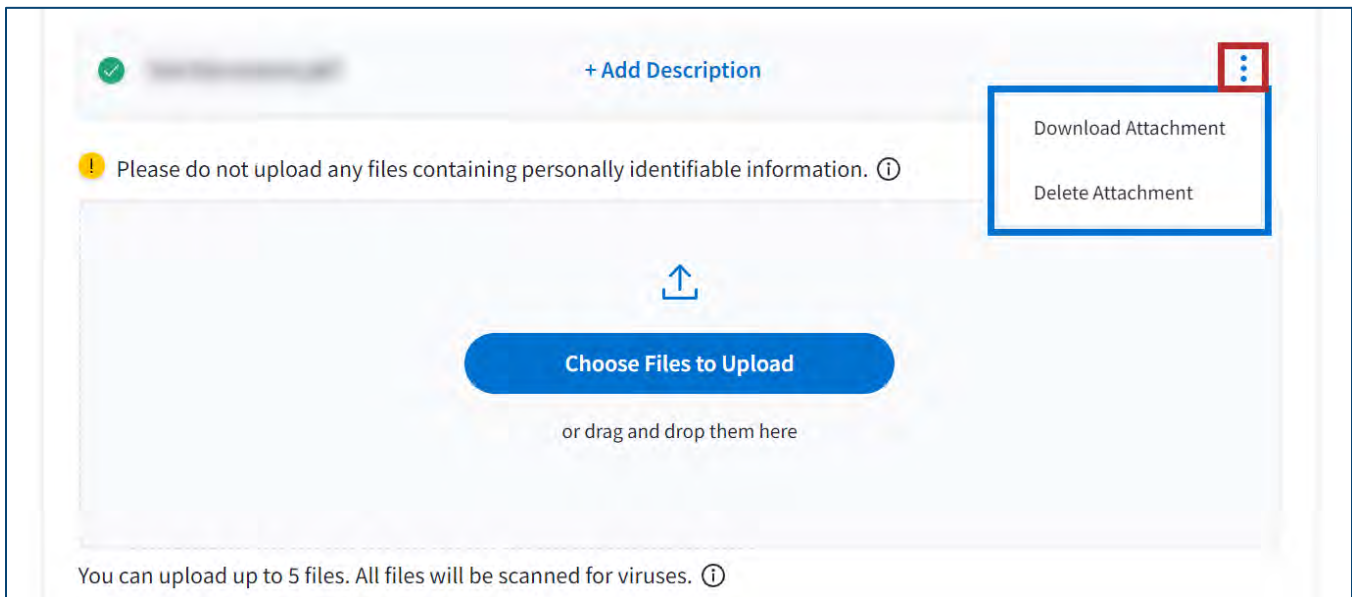 + Add Description
Download Attachment
Delete Attachment
Please do not upload any files containing personally identifiable information.
Choose Files to Upload
or drag and drop them here
You can upload up to 5 files. All files will be scanned for viruses.